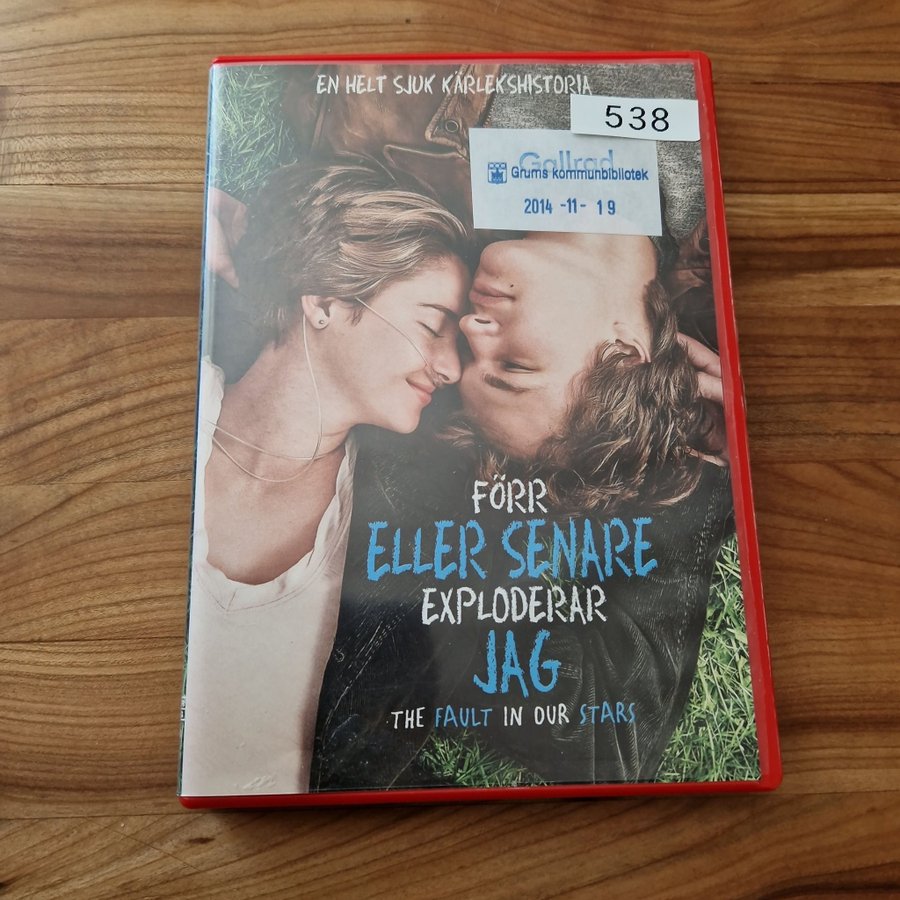 EN HELT SJUK KÄRLEKSHISTORIA
538
Gallrad
Grums kommunbibliotek
2014 -11- 19
FÖRR
ELLER SENARE
EXPLODERAR
JAG
THE FAULT IN OUR STARS